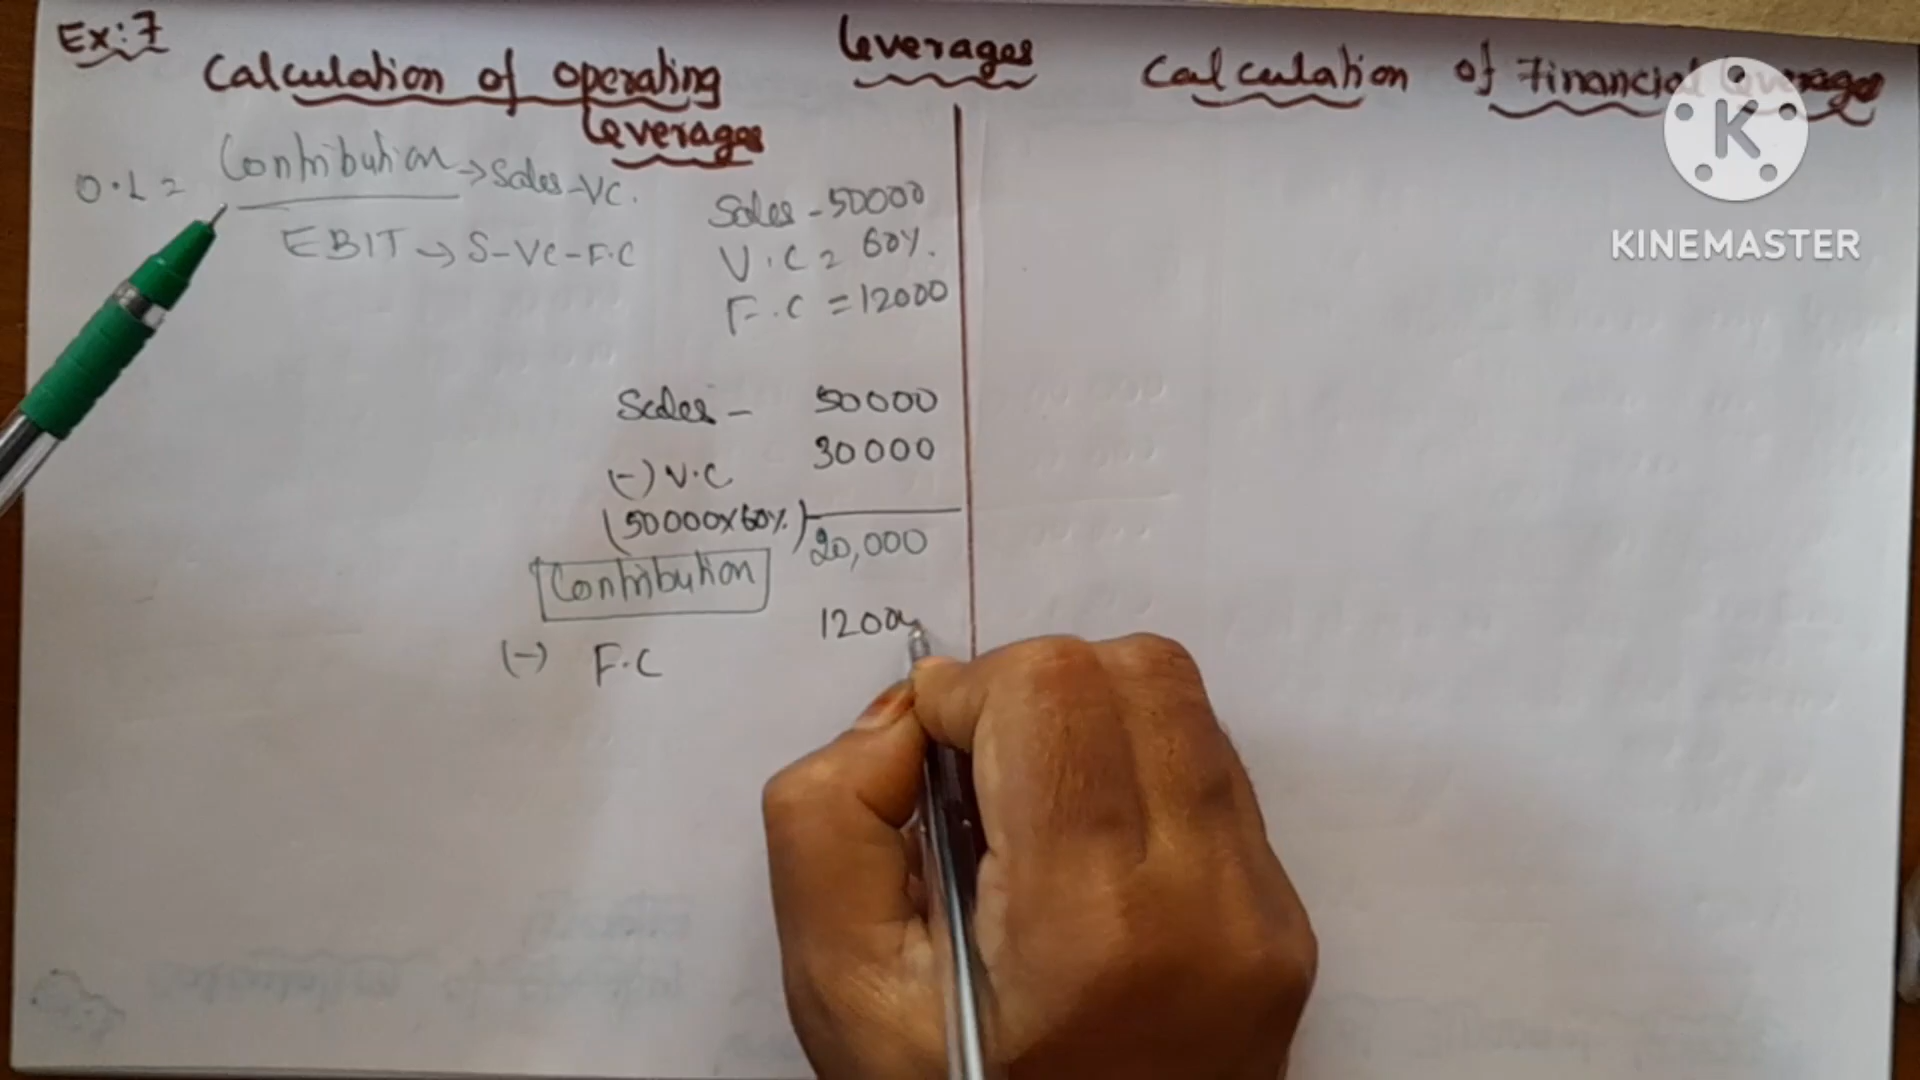 Ex:7
Leverages
Calculation of operating
Leverages
O.L = Contribution → Sales-VC.
EBIT → S-VC-F.C
Sales - 50000
V.C = 60%.
F.C = 12000
Sales - 50000
(-) V.C 30000
(50000x60%)
Contribution 20,000
(-) F.C 1200
Calculation of Financial Leverages
K
KINEMASTER